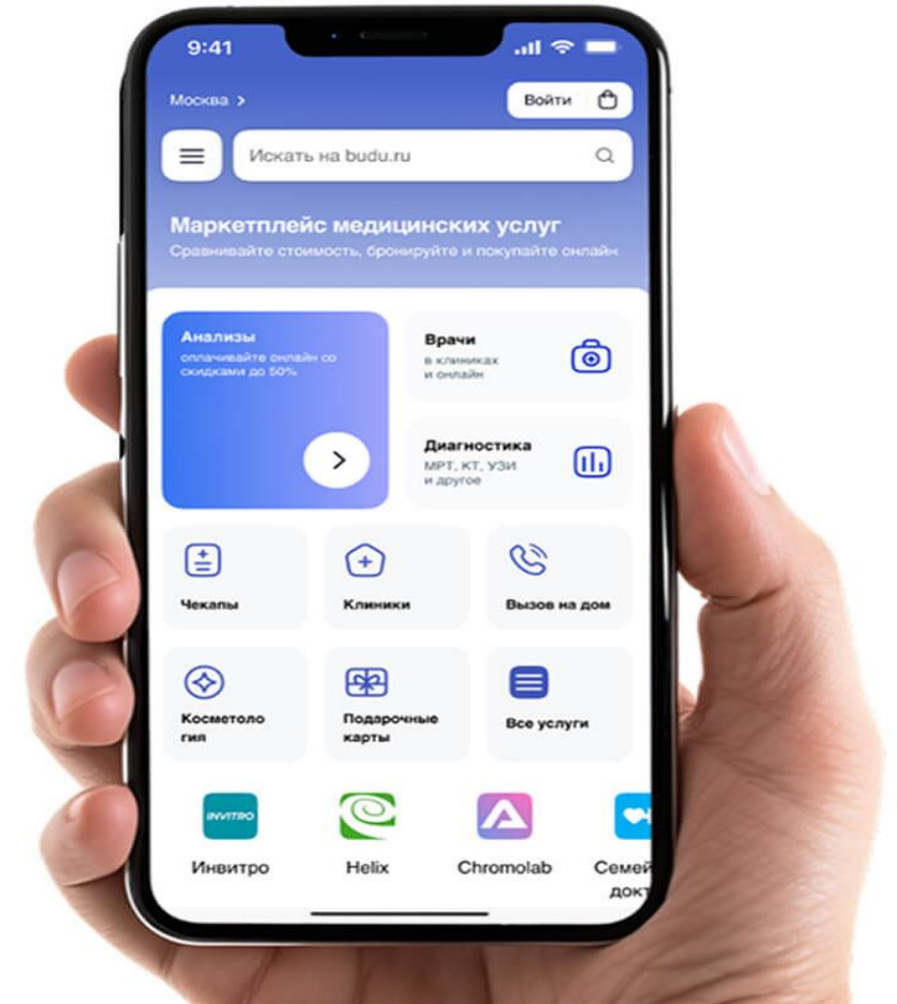 9:41
Москва >
Войти
Искать на budu.ru
Маркетплейс медицинских услуг
Сравнивайте стоимость, бронируйте и покупайте онлайн
Анализы
оплачивайте онлайн со
скидками до 50%
Врачи
в клиниках
и онлайн
Диагностика
МРТ, КТ, УЗИ
и другое
Чекапы
Клиники
Вызов на дом
Косметоло
гия
Подарочные
карты
Все услуги
INVITRO
Инвитро
Helix
Chromolab
Семей
докт